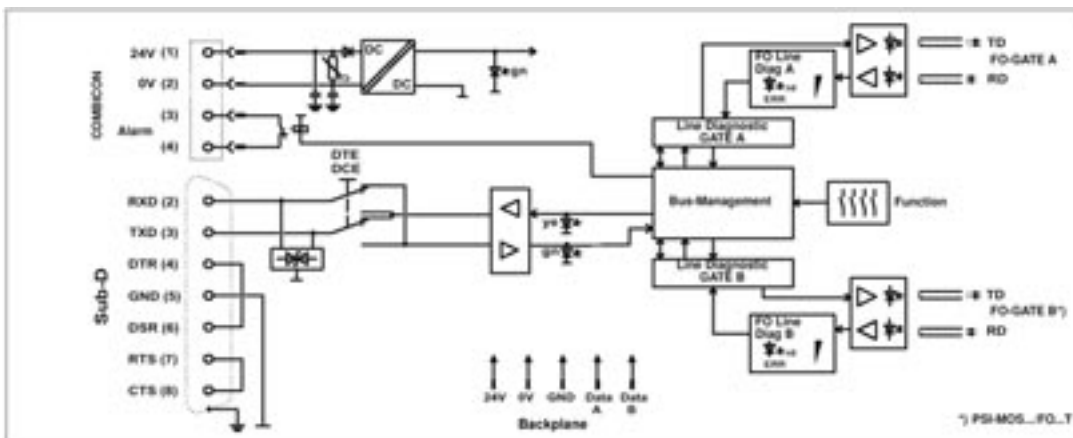 COMBICON
24V (1)
0V (2)
(3)
Alarm
(4)
DC
DC
gn
DTE
DCE
Sub-D
RXD (2)
TXD (3)
DTR (4)
GND (5)
DSR (6)
RTS (7)
CTS (8)
ye
gn
FO Line
Diag A
ERR
TD
FO-GATE A
RD
Line Diagnostic
GATE A
Bus-Management
Function
Line Diagnostic
GATE B
FO Line
Diag B
ERR
TD
FO-GATE B*)
RD
24V
0V
GND
Data
A
Data
B
Backplane
*) PSI-MOS.../FO...T